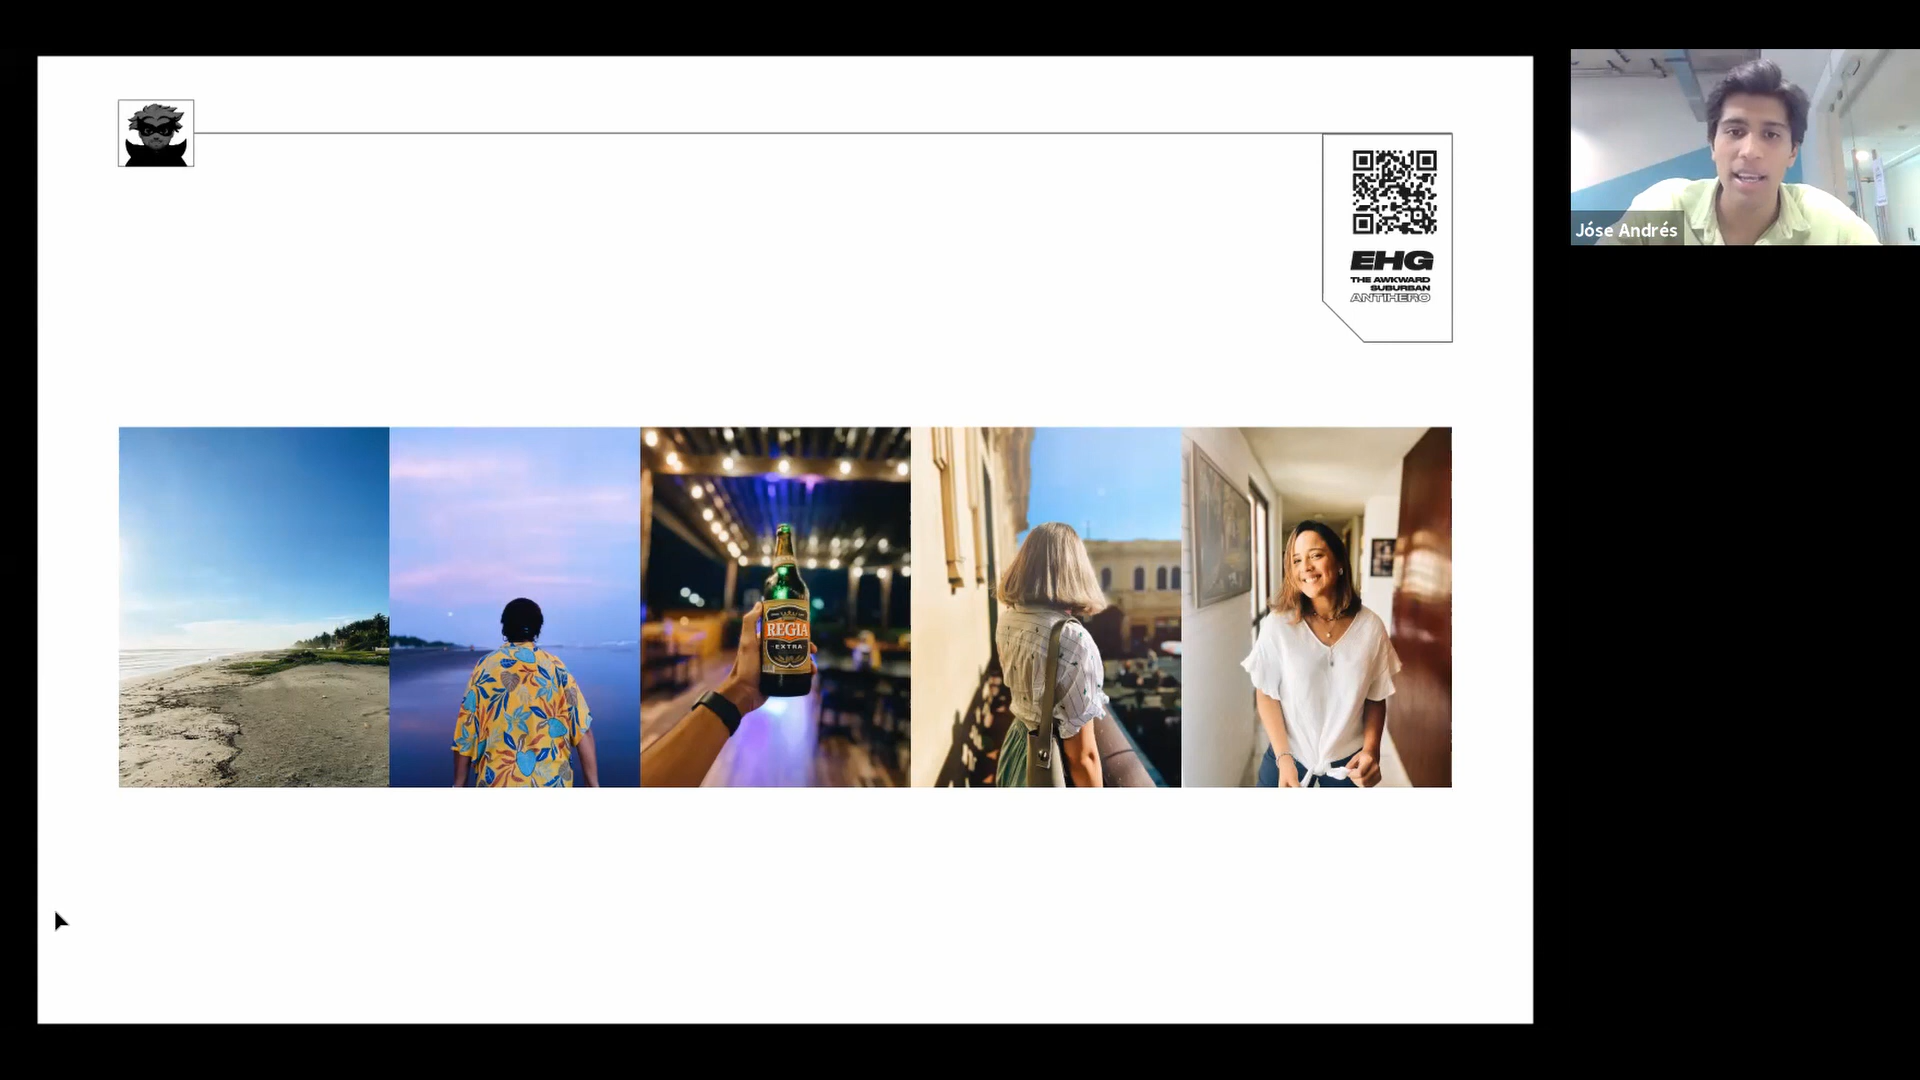 EHG
THE AWKWARD
SUBURBAN
ANTIHERO
REGIA
EXTRA
Jóse Andrés